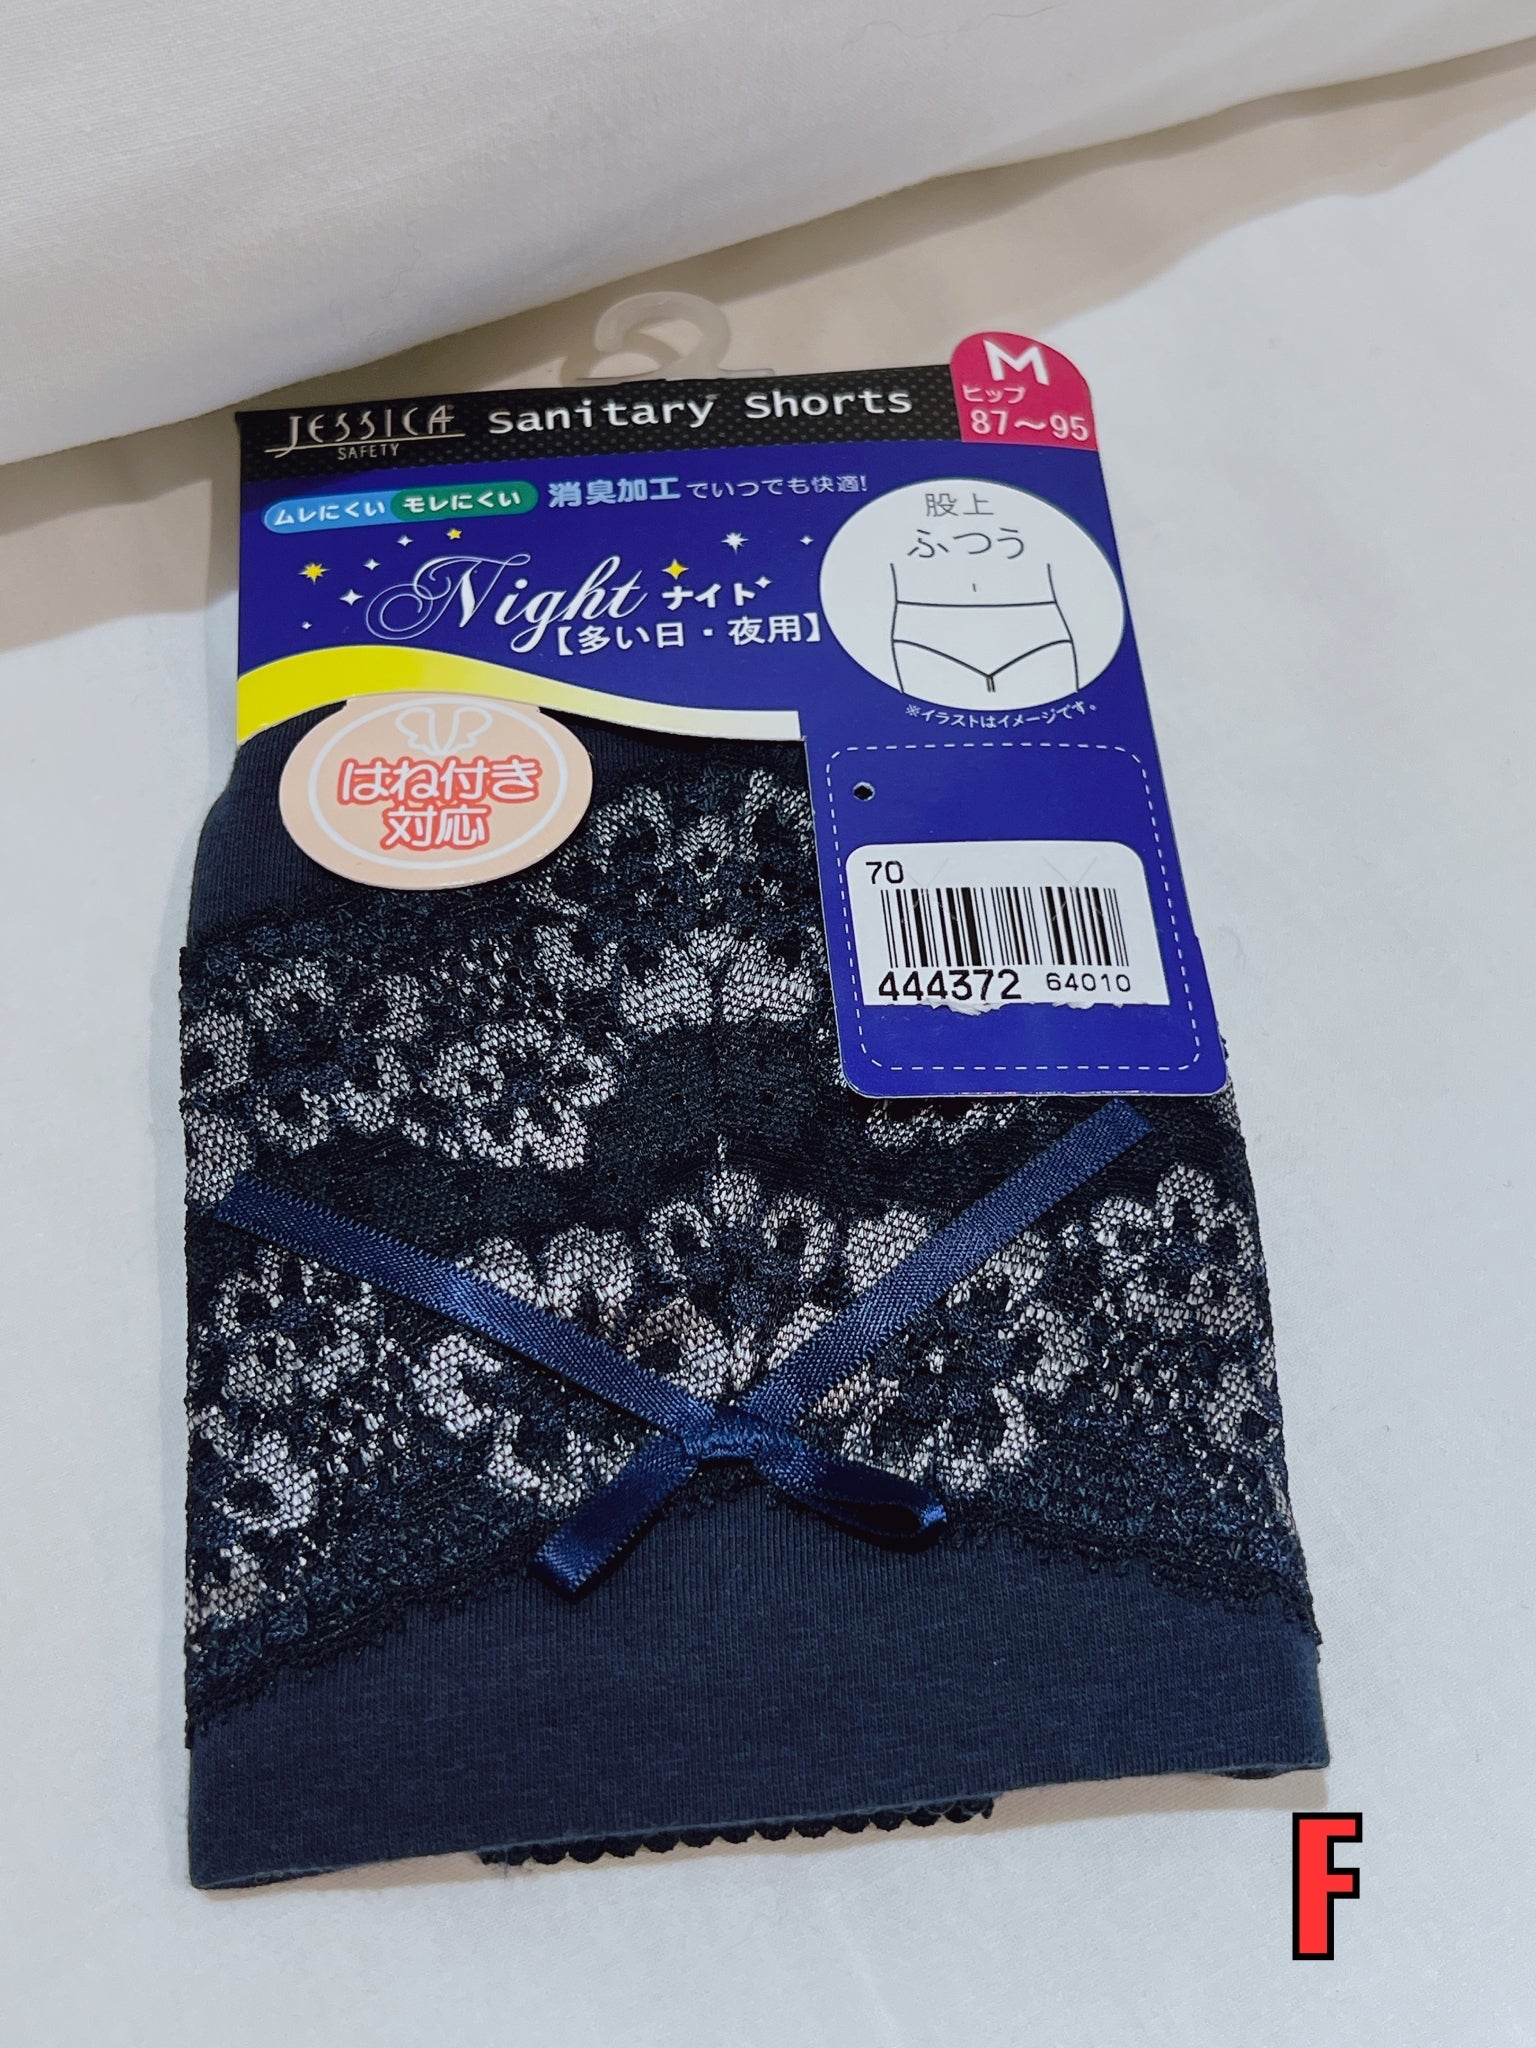 JESSICA sanitary Shorts
SAFETY
M
ヒップ
87〜95
ムレにくい モレにくい 消臭加工でいつでも快適!
Night ナイト
【多い日・夜用】
股上
ふつう
※イラストはイメージです。
はね付き
対応
70
444372 64010
F